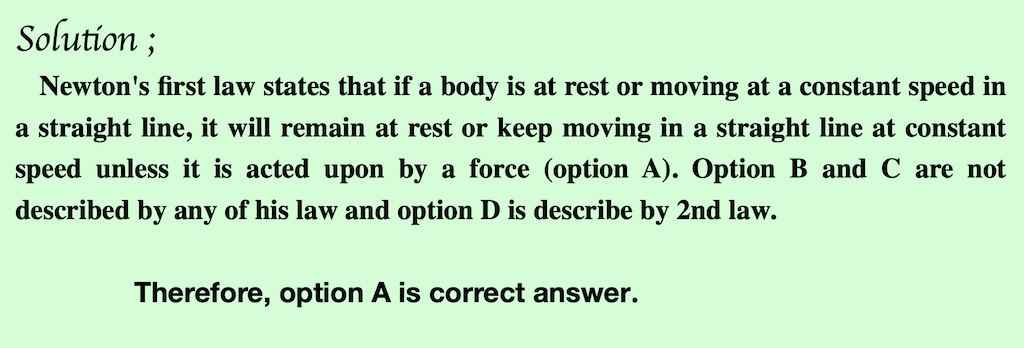 Solution ;
Newton's first law states that if a body is at rest or moving at a constant speed in
a straight line, it will remain at rest or keep moving in a straight line at constant
speed unless it is acted upon by a force (option A). Option B and C are not
described by any of his law and option D is describe by 2nd law.
Therefore, option A is correct answer.